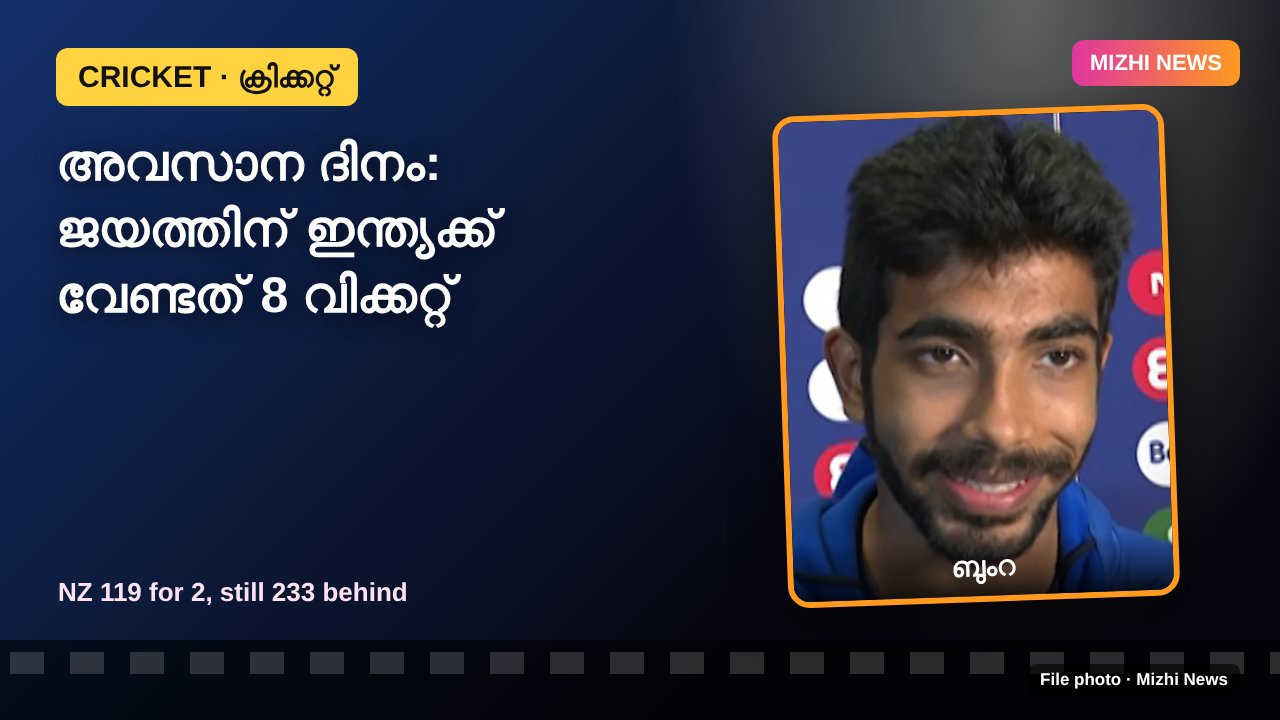 CRICKET · ക്രിക്കറ്റ്
MIZHI NEWS
അവസാന ദിനം:
ജയത്തിന് ഇന്ത്യക്ക്
വേണ്ടത് 8 വിക്കറ്റ്
ബുംറ
NZ 119 for 2, still 233 behind
File photo · Mizhi News